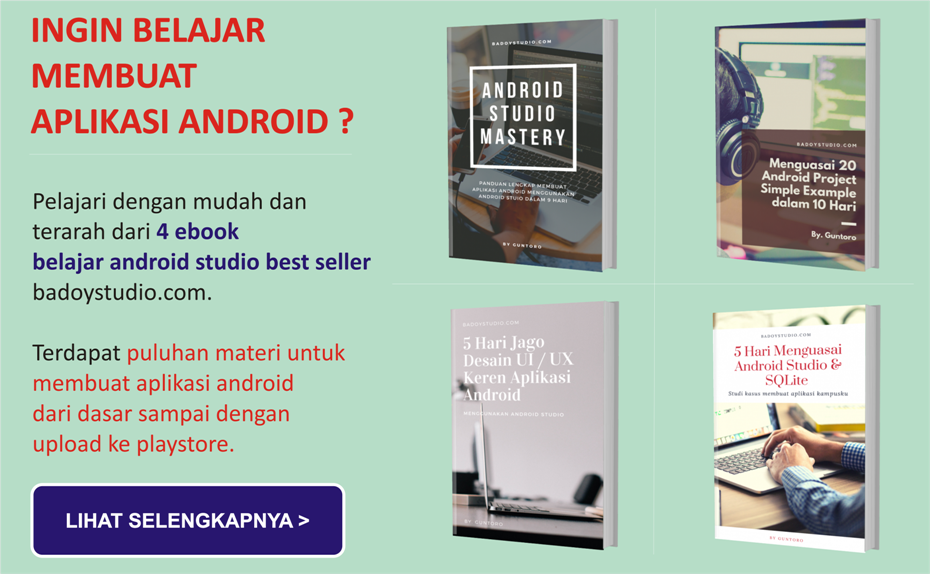 INGIN BELAJAR
MEMBUAT
APLIKASI ANDROID ?
Pelajari dengan mudah dan
terarah dari 4 ebook
belajar android studio best seller
badoystudio.com.
Terdapat puluhan materi untuk
membuat aplikasi android
dari dasar sampai dengan
upload ke playstore.
LIHAT SELENGKAPNYA >
BADOYSTUDIO.COM
ANDROID
STUDIO
MASTERY
PANDUAN LENGKAP MEMBUAT
APLIKASI ANDROID MENGGUNAKAN
ANDROID STUIO DALAM 9 HARI
BY GUNTORO
BADOYSTUDIO.COM
Menguasai 20
Android Project
Simple Example
dalam 10 Hari
By. Guntoro
BADOYSTUDIO.COM
5 Hari Jago
Desain UI / UX
Keren Aplikasi
Android
MENGGUNAKAN ANDROID STUDIO
BY GUNTORO
BADOYSTUDIO.COM
5 Hari Menguasai
Android Studio &
SQLite
Studi kasus membuat aplikasi kampusku
BY GUNTORO